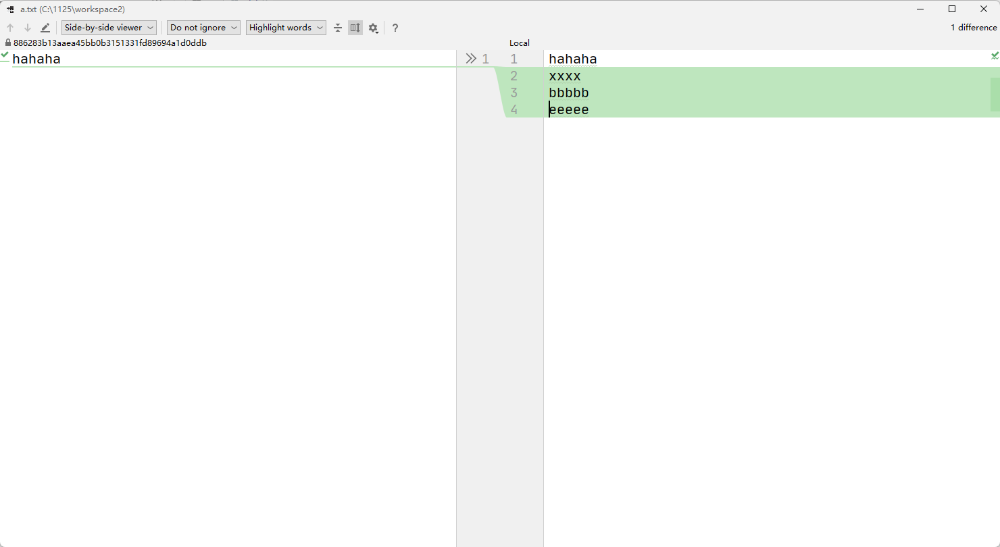 a.txt (C:\1125\workspace2)
Side-by-side viewer Do not ignore Highlight words ? 1 difference
886283b13aaea45bb0b3151331fd89694a1d0ddb Local
hahaha 1 1 hahaha
2 xxxx
3 bbbbb
4 eeeee